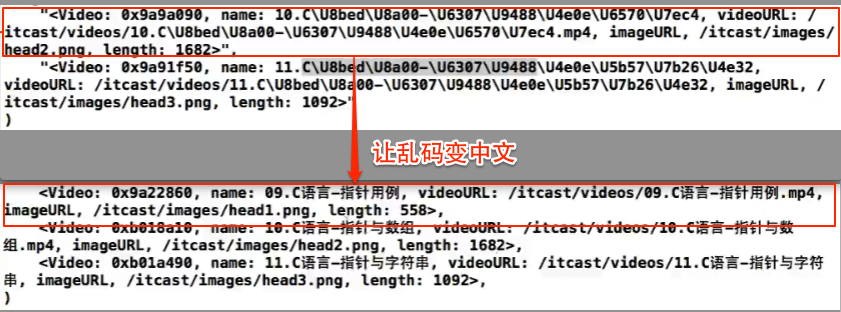 "<Video: 0x9a9a090, name: 10.C\U8bed\U8a00-\U6307\U9488\U4e0e\U6570\U7ec4, videoURL: /
itcast/videos/10.C\U8bed\U8a00-\U6307\U9488\U4e0e\U6570\U7ec4.mp4, imageURL, /itcast/images/
head2.png, length: 1682>",
"<Video: 0x9a91f50, name: 11.C\U8bed\U8a00-\U6307\U9488\U4e0e\U5b57\U7b26\U4e32,
videoURL: /itcast/videos/11.C\U8bed\U8a00-\U6307\U9488\U4e0e\U5b57\U7b26\U4e32.mp4, imageURL, /
itcast/images/head3.png, length: 1092>"
)
让乱码变中文
<Video: 0x9a22860, name: 09.C语言-指针用例, videoURL: /itcast/videos/09.C语言-指针用例.mp4,
imageURL, /itcast/images/head1.png, length: 558>,
<Video: 0xb018a10, name: 10.C语言-指针与数组, videoURL: /itcast/videos/10.C语言-指针与数
组.mp4, imageURL, /itcast/images/head2.png, length: 1682>,
<Video: 0xb01a490, name: 11.C语言-指针与字符串, videoURL: /itcast/videos/11.C语言-指针与字符
串.mp4, imageURL, /itcast/images/head3.png, length: 1092>,
)